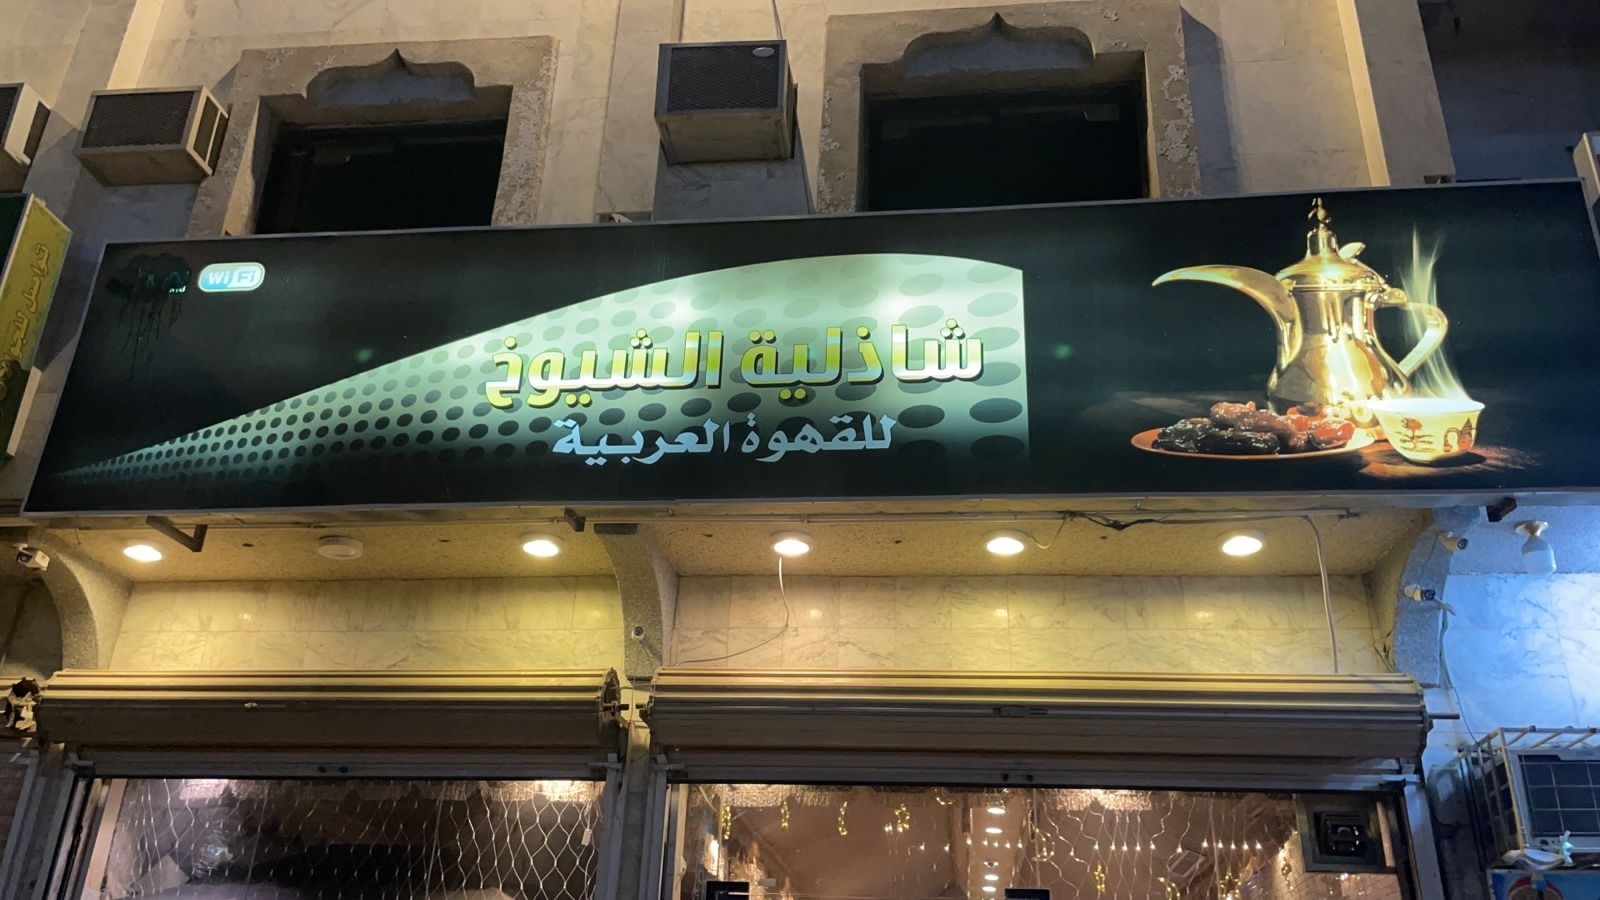 WiFi
شاذلية الشيوخ
للقهوة العربية